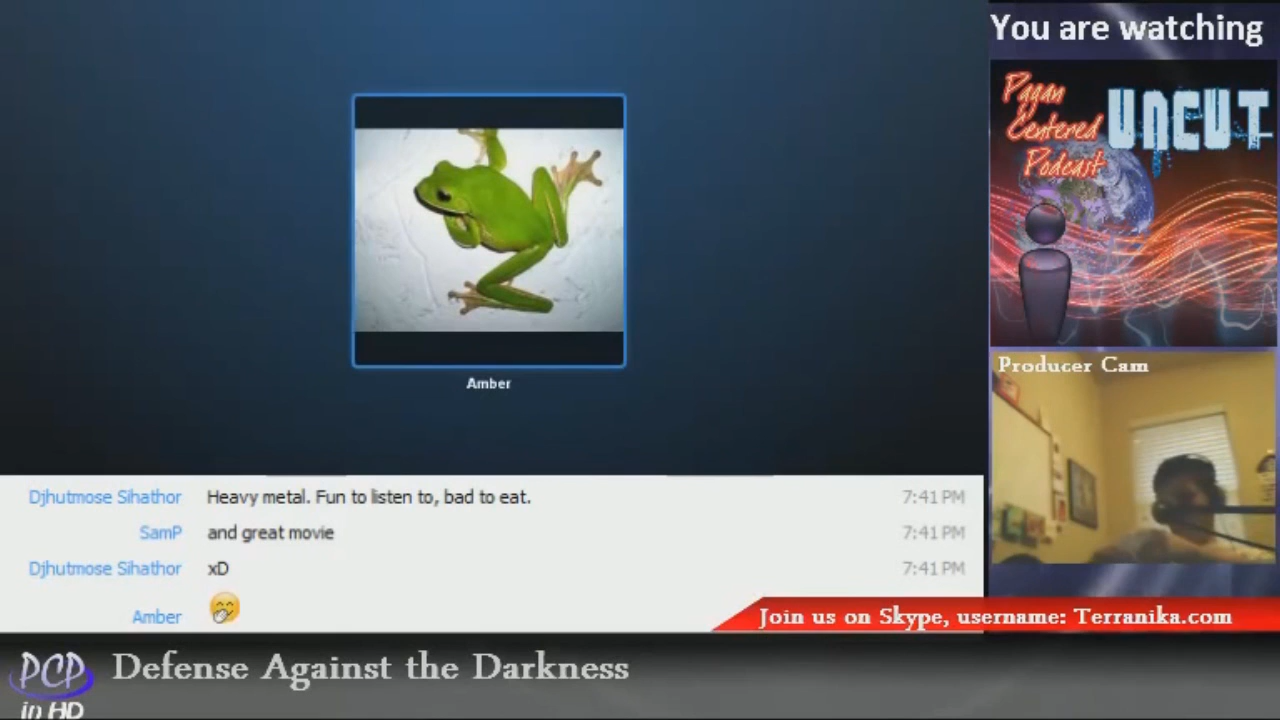 You are watching
Pagan
Centered
Podcast
UNCUT
Producer Cam
Amber
Djhutmose Sihathor Heavy metal. Fun to listen to, bad to eat. 7:41 PM
SamP and great movie 7:41 PM
Djhutmose Sihathor xD 7:41 PM
Amber
Join us on Skype, username: Terranika.com
PCP
in HD
Defense Against the Darkness